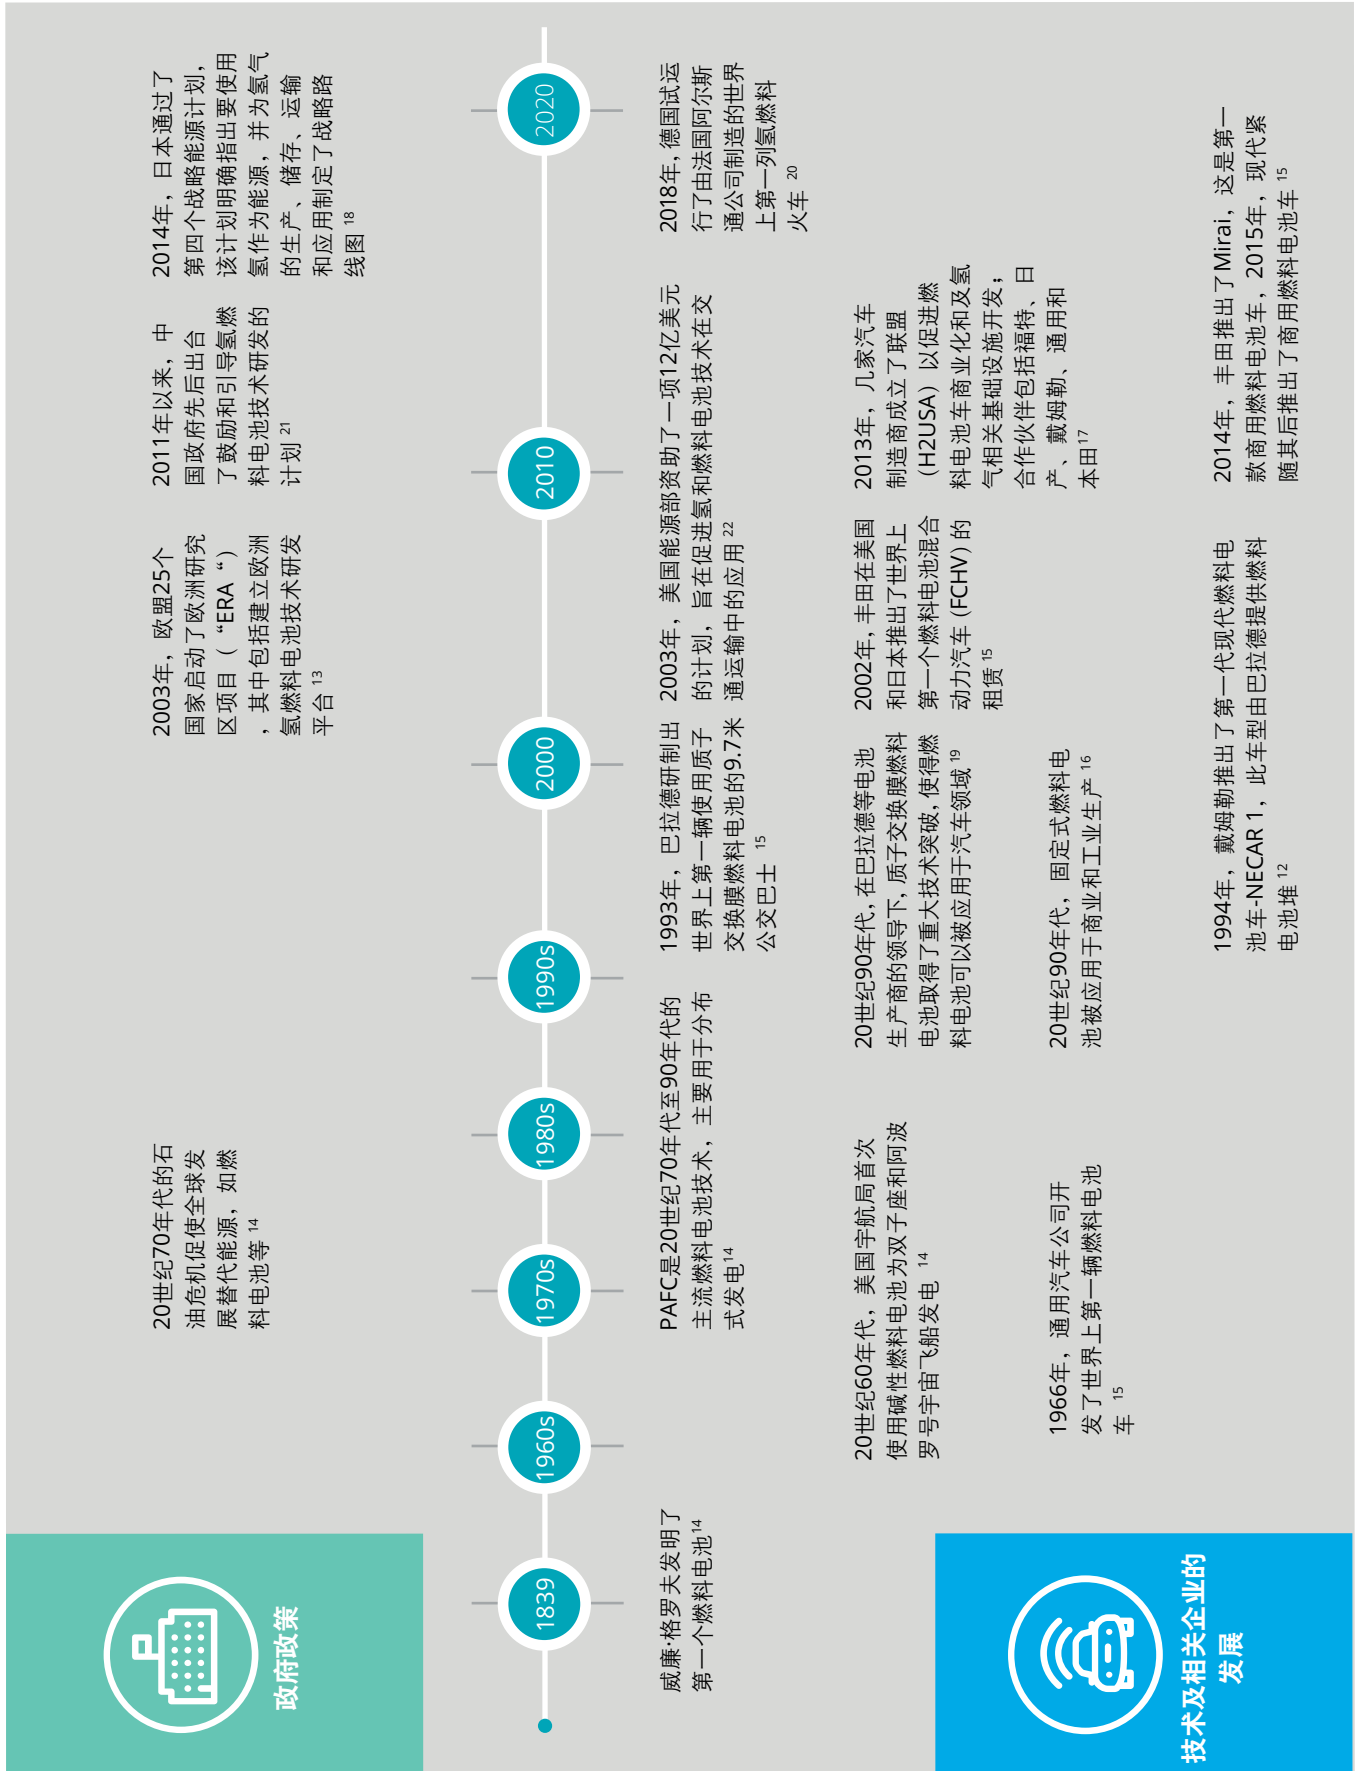 政府政策
20世纪70年代的石
油危机促使全球发
展替代能源，如燃
料电池等 14
2003年，欧盟25个
国家启动了欧洲研究
区项目（ “ERA “）
，其中包括建立欧洲
氢燃料电池技术研发
平台 13
2011年以来，中
国政府先后出台
了鼓励和引导氢燃
料电池技术研发的
计划 21
2014年，日本通过了
第四个战略能源计划，
该计划明确指出要使用
氢作为能源，并为氢气
的生产、储存、运输
和应用制定了战略路
线图 18
1839
1960s
1970s
1980s
1990s
2000
2010
2020
技术及相关企业的
发展
威廉·格罗夫发明了
第一个燃料电池14
PAFC是20世纪70年代至90年代的
主流燃料电池技术，主要用于分布
式发电14
1993年，巴拉德研制出
世界上第一辆使用质子
交换膜燃料电池的9.7米
公交巴士 15
2003年，美国能源部资助了一项12亿美元
的计划，旨在促进氢和燃料电池技术在交
通运输中的应用 22
2018年, 德国试运
行了由法国阿尔斯
通公司制造的世界
上第一列氢燃料
火车 20
20世纪60年代，美国宇航局首次
使用碱性燃料电池为双子座和阿波
罗号宇宙飞船发电 14
20世纪90年代, 在巴拉德等电池
生产商的领导下, 质子交换膜燃料
电池取得了重大技术突破, 使得燃
料电池可以被应用于汽车领域 19
2002年, 丰田在美国
和日本推出了世界上
第一个燃料电池混合
动力汽车 (FCHV) 的
租赁 15
2013年，几家汽车
制造商成立了联盟
（H2USA）以促进燃
料电池车商业化和及氢
气相关基础设施开发；
合作伙伴包括福特、日
产、戴姆勒、通用和
本田17
1966年，通用汽车公司开
发了世界上第一辆燃料电池
车 15
20世纪90年代，固定式燃料电
池被应用于商业和工业生产 16
1994年，戴姆勒推出了第一代现代燃料电
池车-NECAR 1，此车型由巴拉德提供燃料
电池堆 12
2014年，丰田推出了Mirai，这是第一
款商用燃料电池车，2015年，现代紧
随其后推出了商用燃料电池车 15